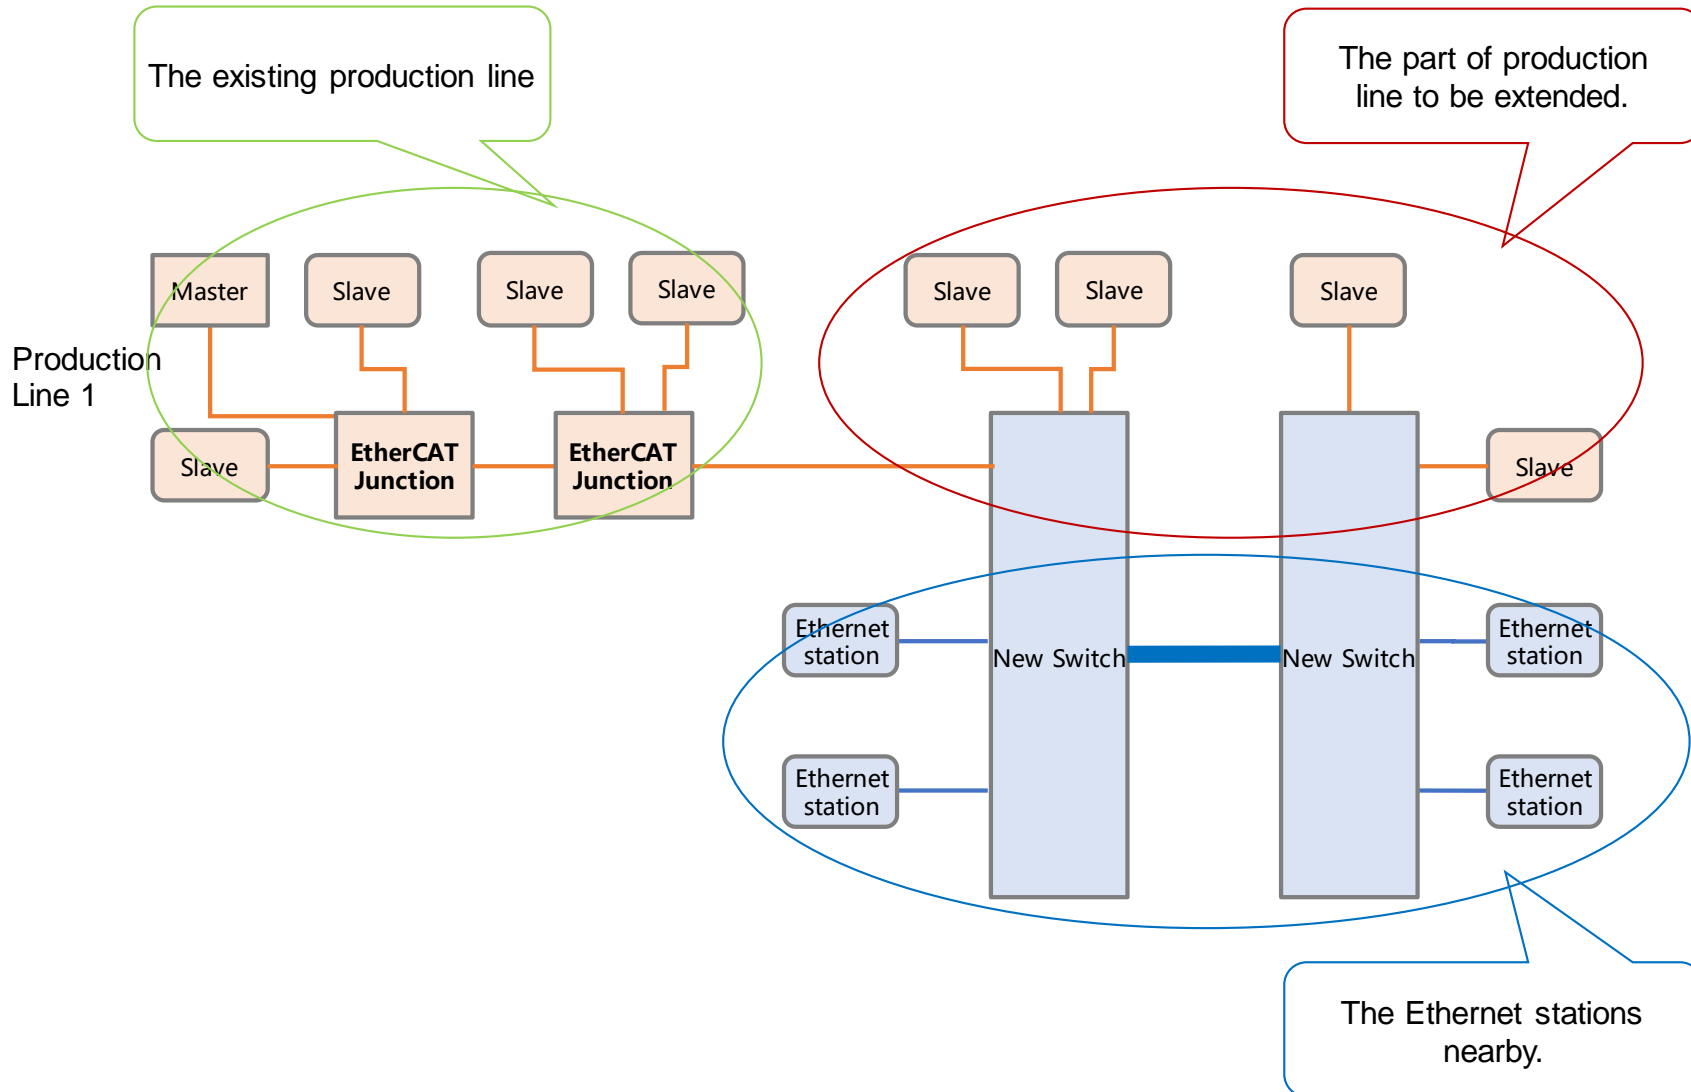 The existing production line
The part of production
line to be extended.
Master
Slave
Slave
Slave
Slave
Slave
Slave
Production
Line 1
Slave
EtherCAT
Junction
EtherCAT
Junction
Slave
Ethernet
station
New Switch
New Switch
Ethernet
station
Ethernet
station
Ethernet
station
The Ethernet stations
nearby.